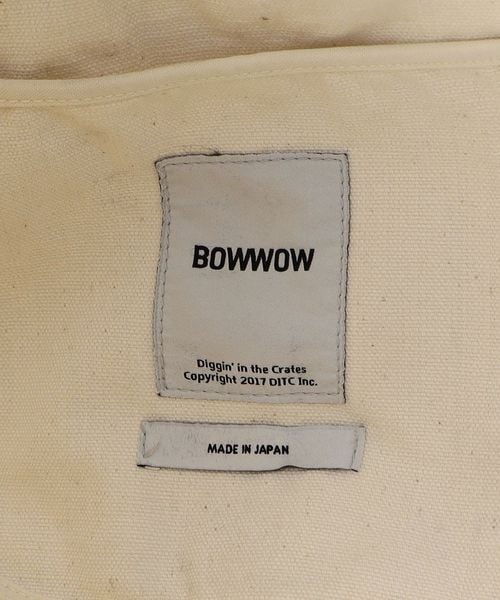 BOWWOW
Diggin' in the Crates
Copyright 2017 DITC Inc.
MADE IN JAPAN